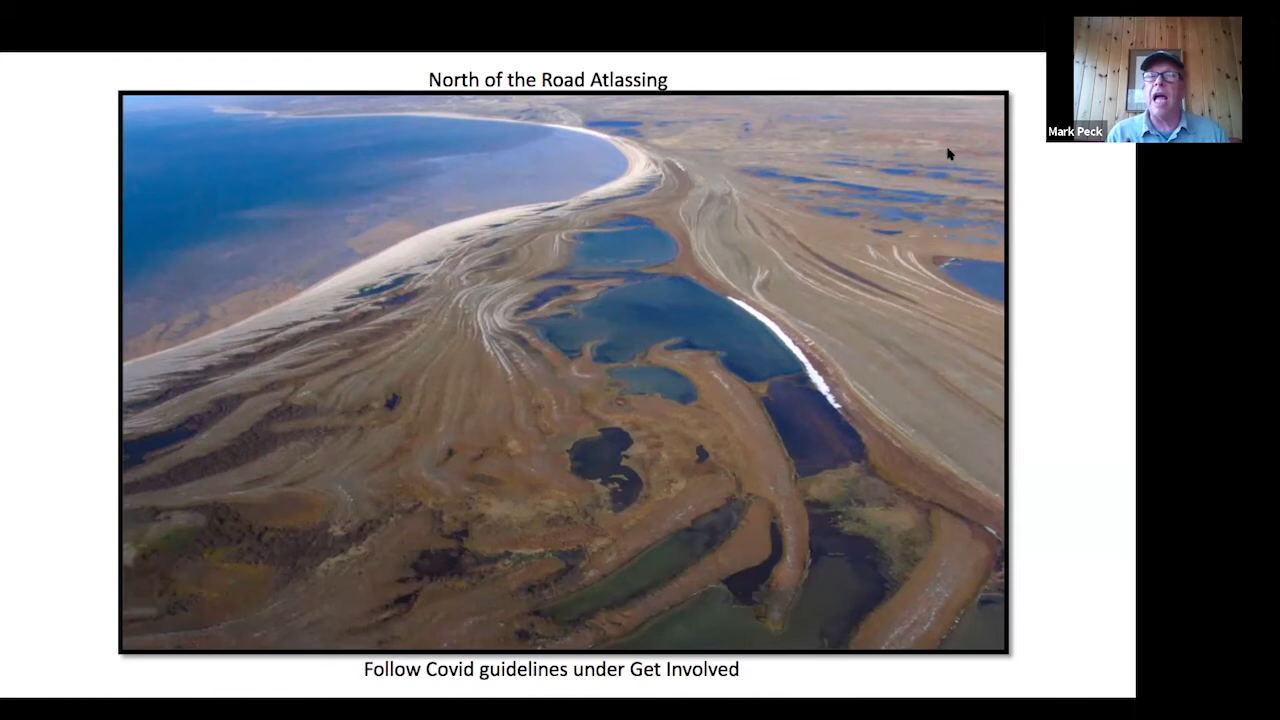 North of the Road Atlassing
Mark Peck
Follow Covid guidelines under Get Involved